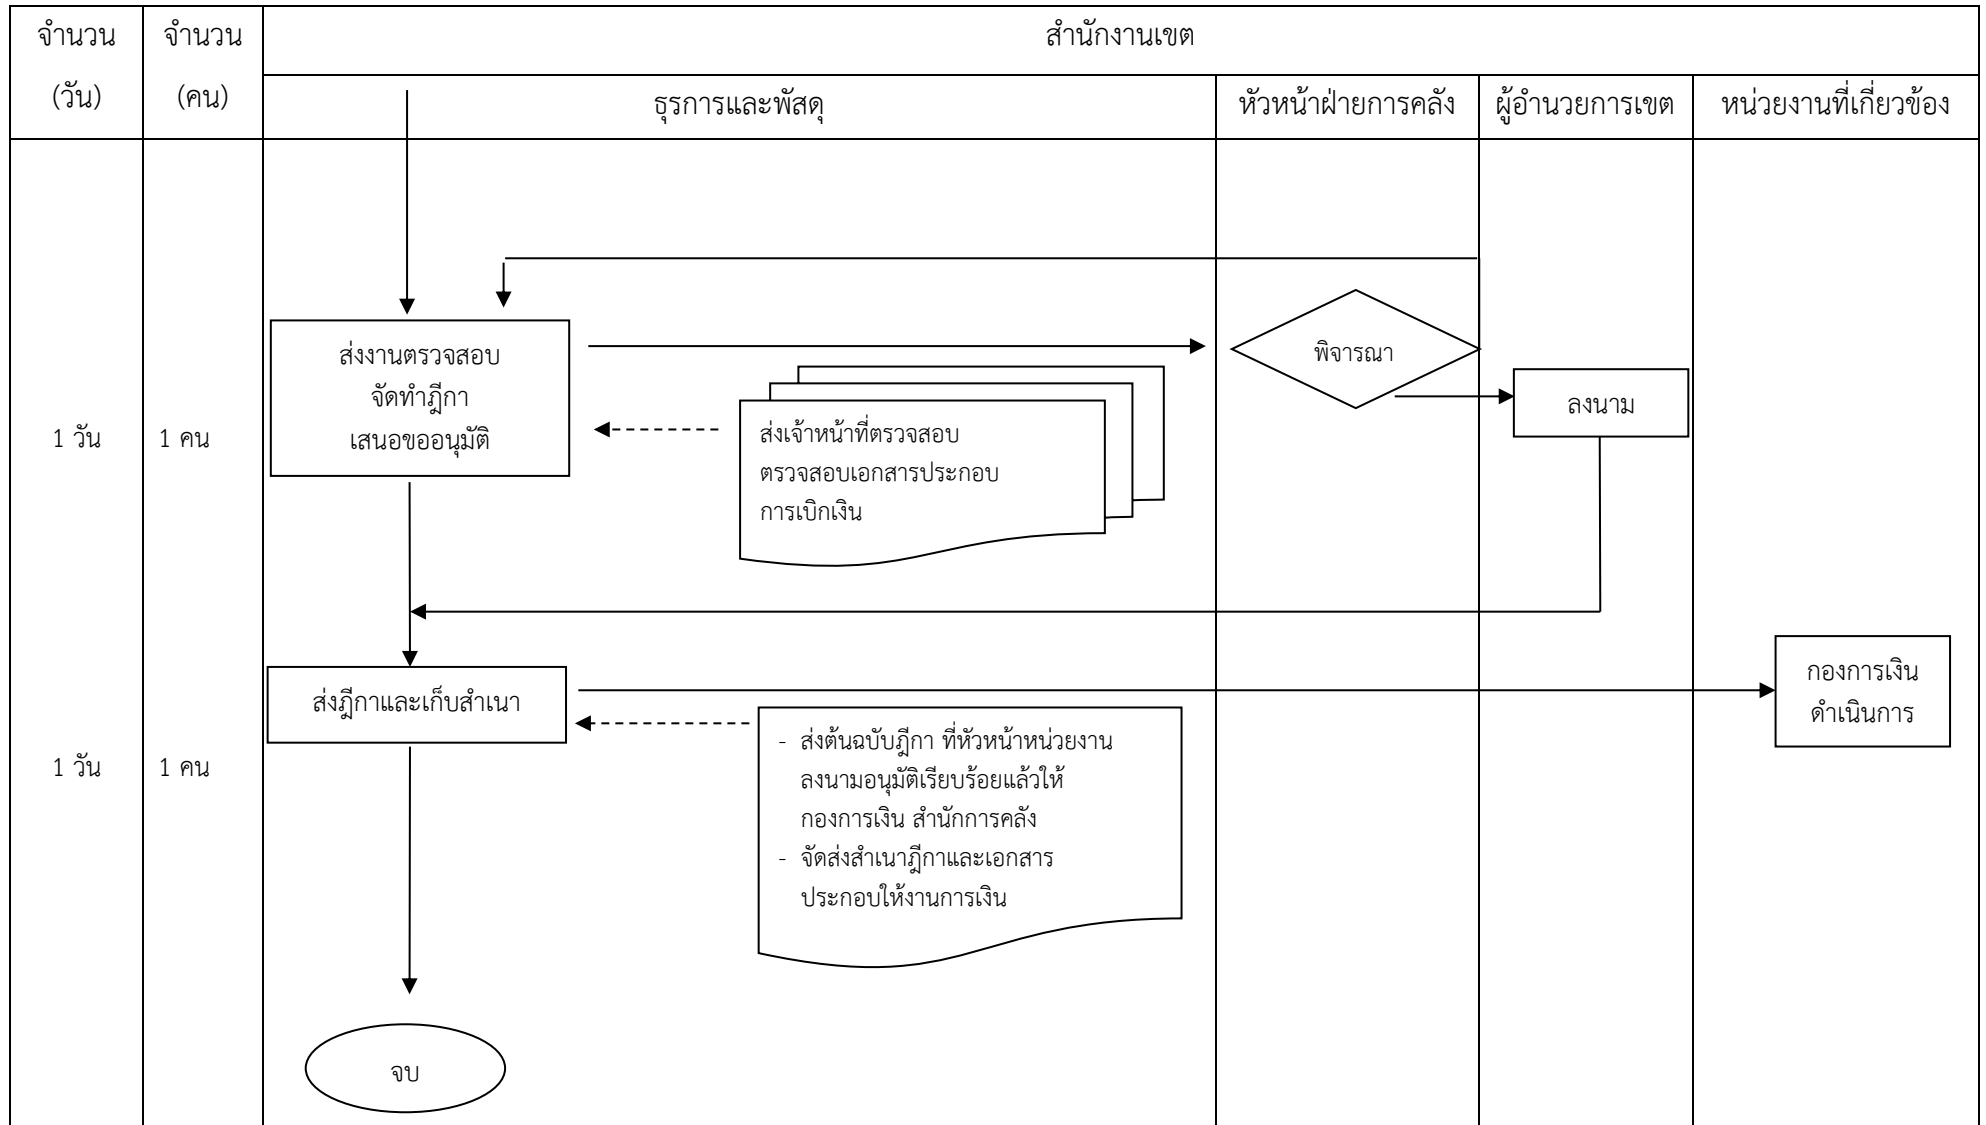 จำนวน
(วัน)
จำนวน
(คน)
สำนักงานเขต
ธุรการและพัสดุ
หัวหน้าฝ่ายการคลัง
ผู้อำนวยการเขต
หน่วยงานที่เกี่ยวข้อง
1 วัน
1 คน
ส่งงานตรวจสอบ
จัดทำฎีกา
เสนอขออนุมัติ
ส่งเจ้าหน้าที่ตรวจสอบ
ตรวจสอบเอกสารประกอบ
การเบิกเงิน
พิจารณา
ลงนาม
1 วัน
1 คน
ส่งฎีกาและเก็บสำเนา
- ส่งต้นฉบับฎีกา ที่หัวหน้าหน่วยงาน
ลงนามอนุมัติเรียบร้อยแล้วให้
กองการเงิน สำนักการคลัง
- จัดส่งสำเนาฎีกาและเอกสาร
ประกอบให้งานการเงิน
กองการเงิน
ดำเนินการ
จบ